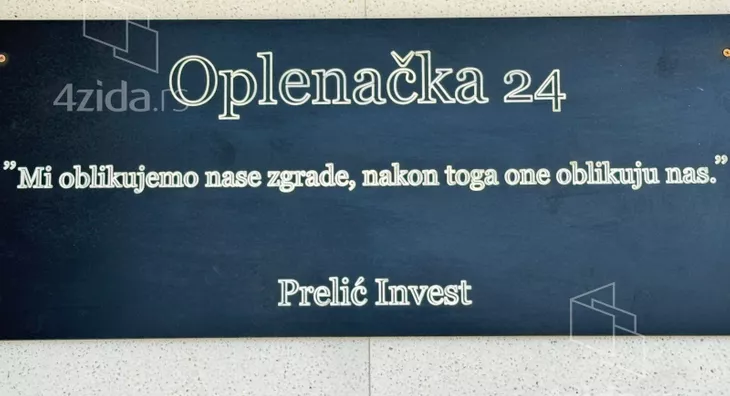 4zida.rs
Oplenačka 24
”Mi oblikujemo nase zgrade, nakon toga one oblikuju nas.”
Prelić Invest